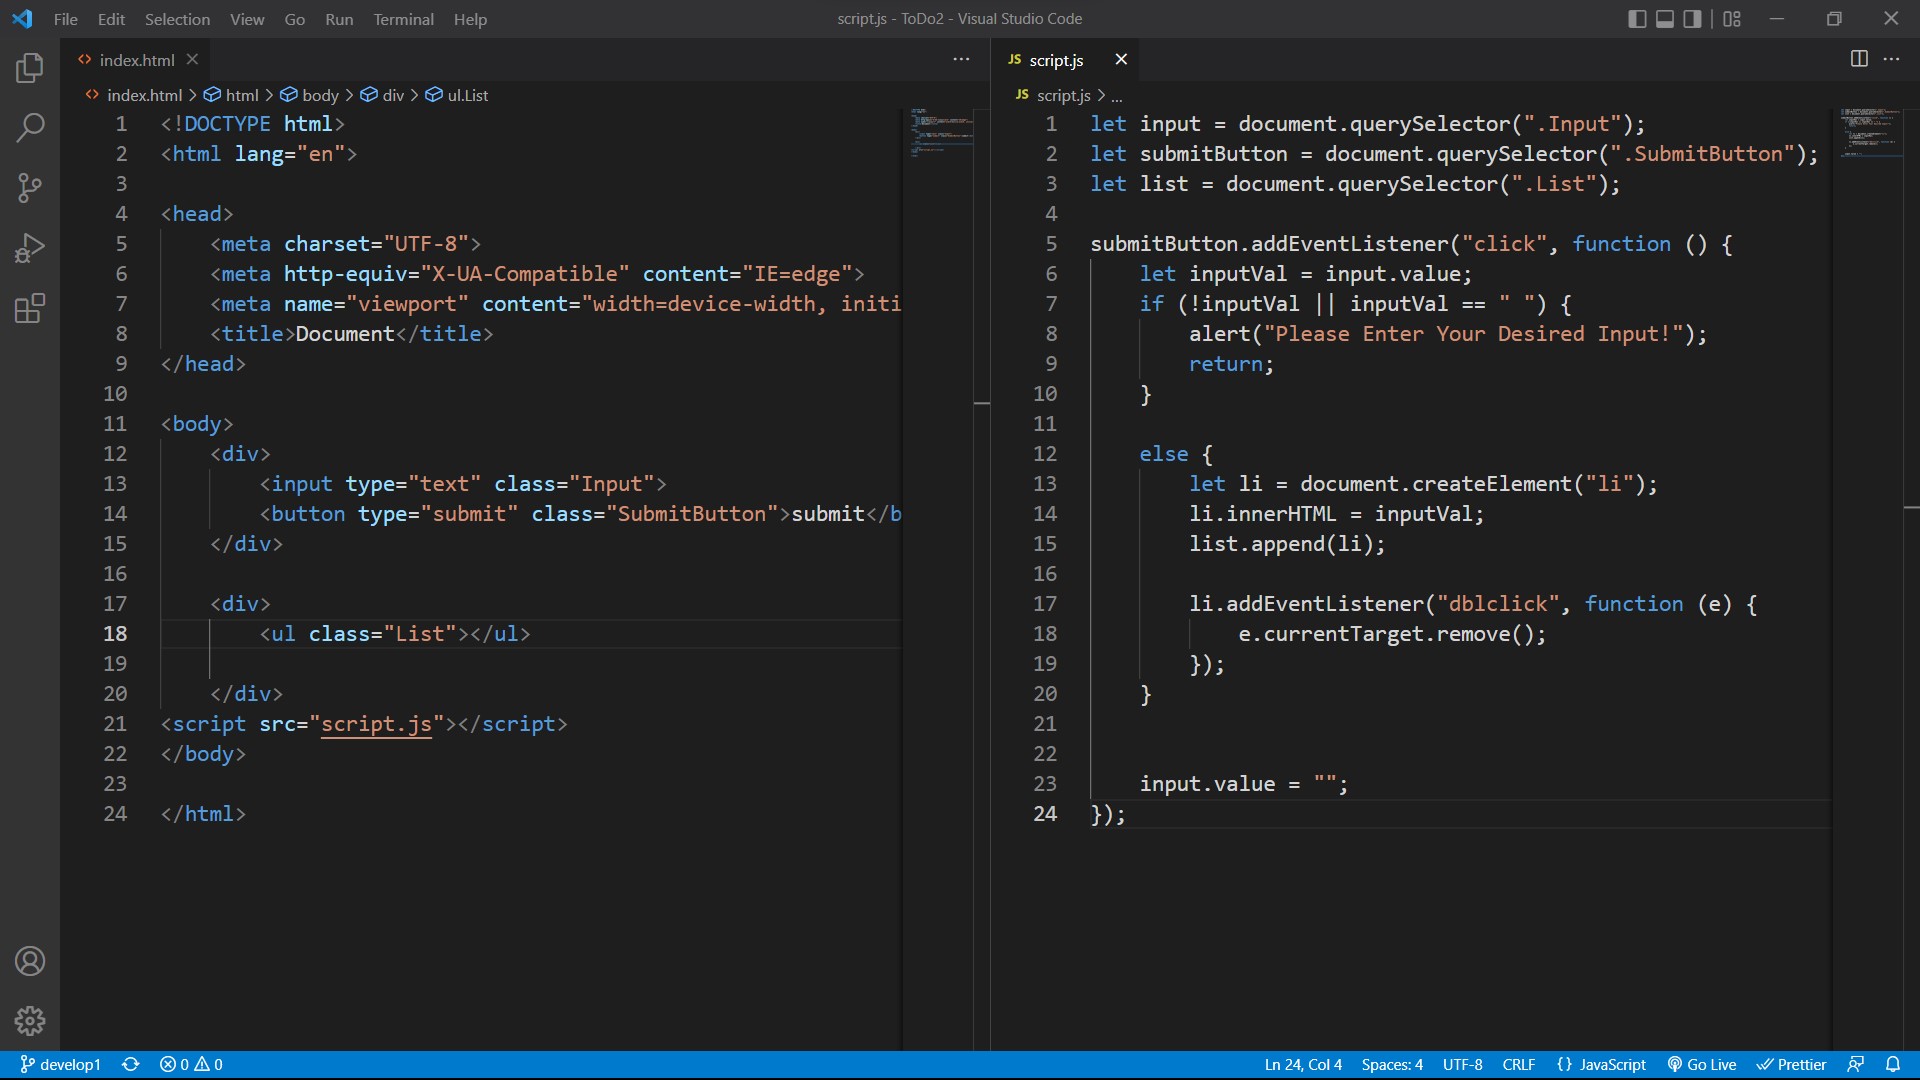 File Edit Selection View Go Run Terminal Help
script.js - ToDo2 - Visual Studio Code
index.html
index.html > html > body > div > ul.List
1 <!DOCTYPE html>
2 <html lang="en">
3
4 <head>
5 <meta charset="UTF-8">
6 <meta http-equiv="X-UA-Compatible" content="IE=edge">
7 <meta name="viewport" content="width=device-width, initi
8 <title>Document</title>
9 </head>
10
11 <body>
12 <div>
13 <input type="text" class="Input">
14 <button type="submit" class="SubmitButton">submit</b
15 </div>
16
17 <div>
18 <ul class="List"></ul>
19
20 </div>
21 <script src="script.js"></script>
22 </body>
23
24 </html>
JS script.js
JS script.js > ...
1 let input = document.querySelector(".Input");
2 let submitButton = document.querySelector(".SubmitButton");
3 let list = document.querySelector(".List");
4
5 submitButton.addEventListener("click", function () {
6 let inputVal = input.value;
7 if (!inputVal || inputVal == " ") {
8 alert("Please Enter Your Desired Input!");
9 return;
10 }
11
12 else {
13 let li = document.createElement("li");
14 li.innerHTML = inputVal;
15 list.append(li);
16
17 li.addEventListener("dblclick", function (e) {
18 e.currentTarget.remove();
19 });
20 }
21
22
23 input.value = "";
24 });
develop1 0 0 Ln 24, Col 4 Spaces: 4 UTF-8 CRLF {} JavaScript Go Live Prettier